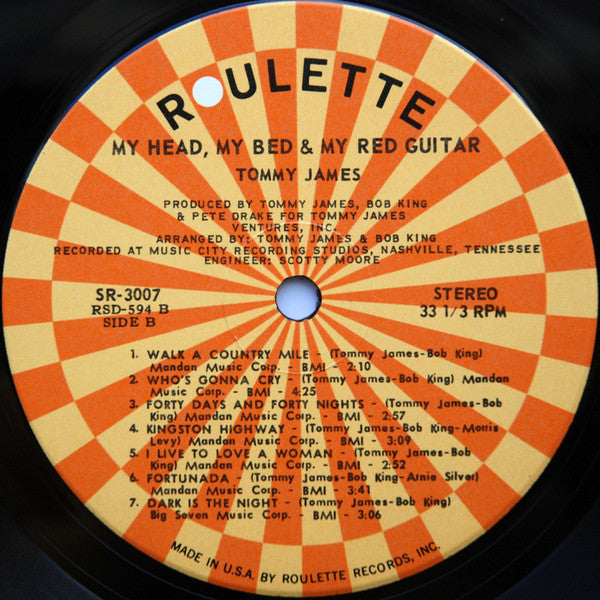 ROULETTE
MY HEAD, MY BED & MY RED GUITAR
TOMMY JAMES
PRODUCED BY TOMMY JAMES, BOB KING
& PETE DRAKE FOR TOMMY JAMES
VENTURES, INC.
ARRANGED BY: TOMMY JAMES & BOB KING
RECORDED AT MUSIC CITY RECORDING STUDIOS, NASHVILLE, TENNESSEE
ENGINEER: SCOTTY MOORE
SR-3007
RSD-594 B
SIDE B
STEREO
33 1/3 RPM
1. WALK A COUNTRY MILE - (Tommy James-Bob King)
Mandan Music Corp. - BMI - 2:10
2. WHO'S GONNA CRY - (Tommy James-Bob King) Mandan
Music Corp. - BMI - 4:25
3. FORTY DAYS AND FORTY NIGHTS - (Tommy James-Bob
King) Mandan Music Corp. - BMI - 2:57
4. KINGSTON HIGHWAY - (Tommy James-Bob King-Morris
Levy) Mandan Music Corp. - BMI - 3:09
5. I LIVE TO LOVE A WOMAN - (Tommy James-Bob
King) Mandan Music Corp. - BMI - 2:52
6. FORTUNADA - (Tommy James-Bob King-Arnie Silver)
Mandan Music Corp. - BMI - 3:41
7. DARK IS THE NIGHT - (Tommy James-Bob King)
Big Seven Music Corp. - BMI - 3:06
MADE IN U.S.A. BY ROULETTE RECORDS, INC.